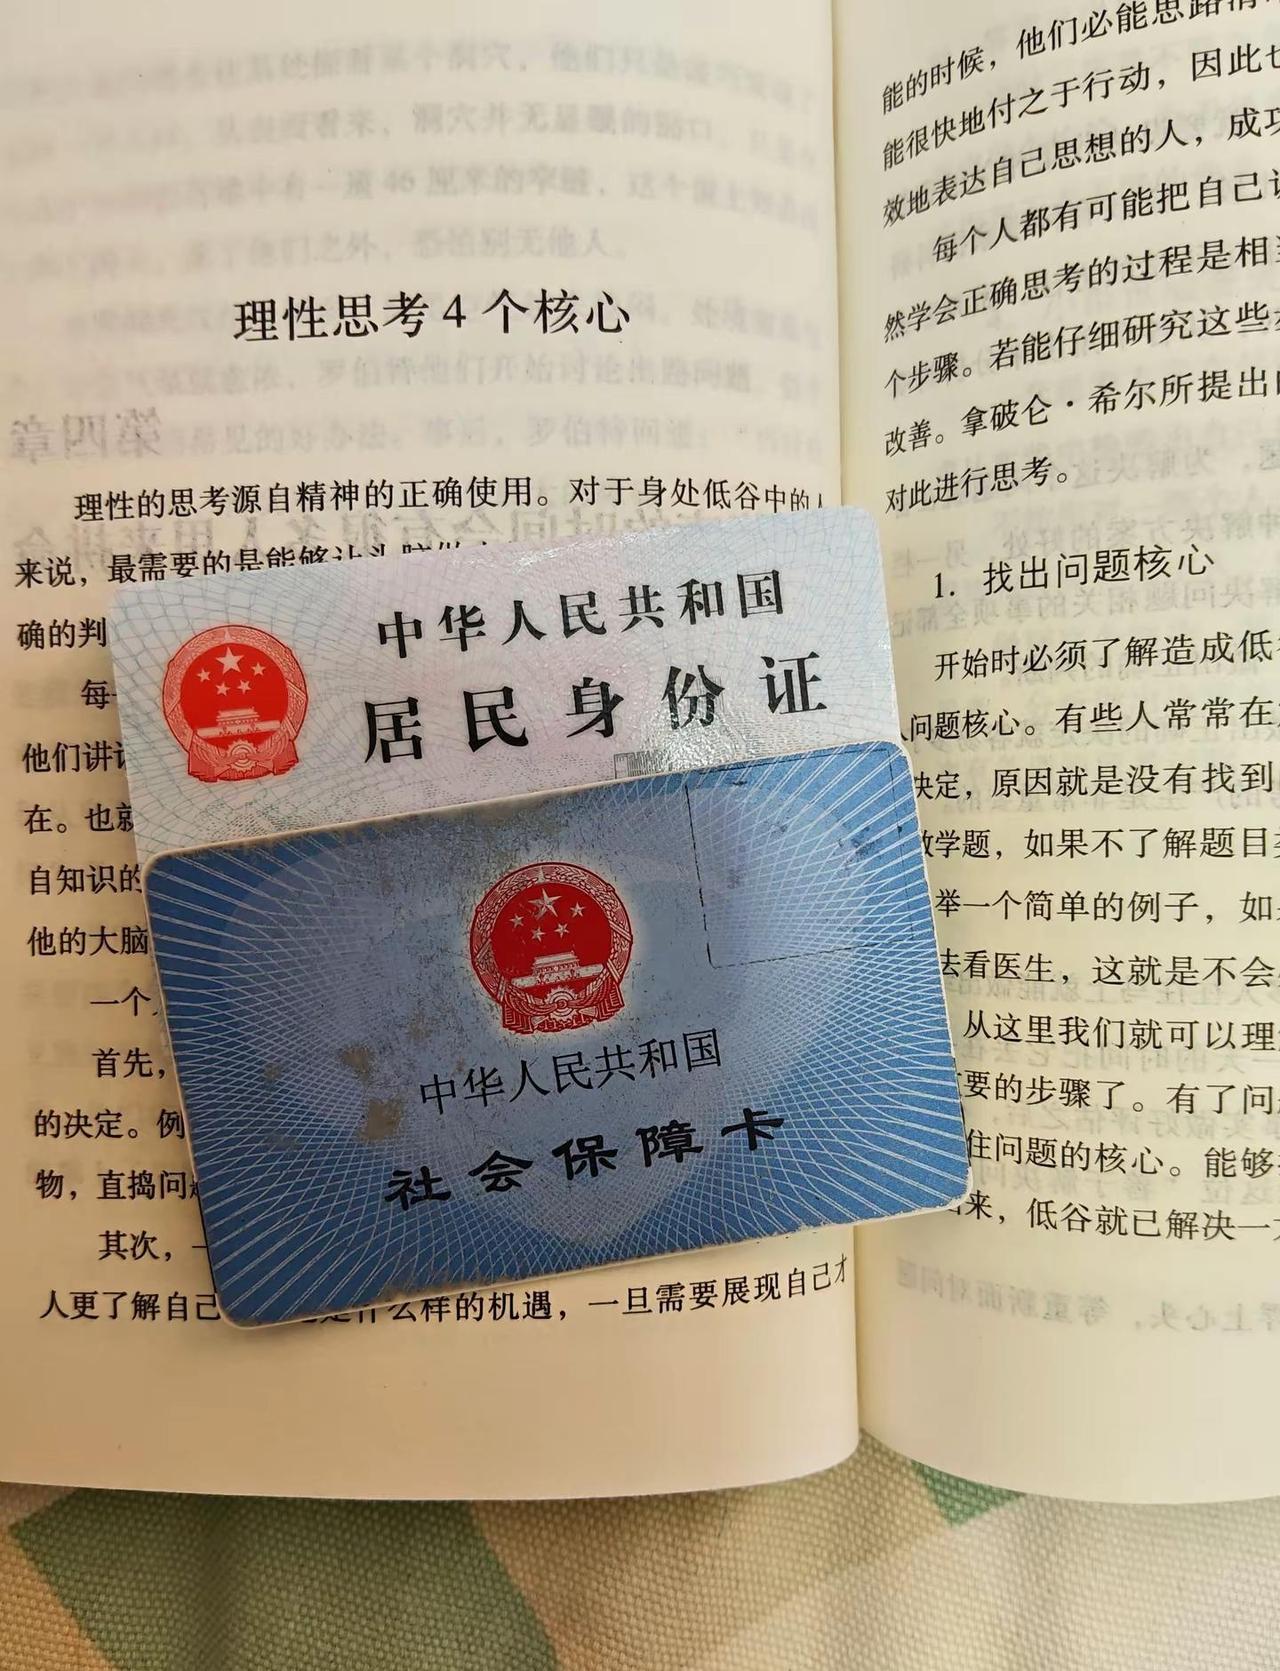 理性思考4个核心
理性的思考源自精神的正确使用。对于身处低谷中的人
来说，最需要的是能够让头脑做
确的判
每
他们讲
在。也就
自知识的
他的大脑
一个
首先，
的决定。例
物，直捣问
其次，一
人更了解自己 什么样的机遇，一旦需要展现自己才
中华人民共和国
居民身份证
中华人民共和国
社会保障卡
他们必能思路清
能的时候，
能很快地付之于行动，因此也
效地表达自己思想的人，成功
每个人都有可能把自己
然学会正确思考的过程是相
个步骤。若能仔细研究这些
改善。拿破仑·希尔所提出
对此进行思考。
1. 找出问题核心
开始时必须了解造成低
问题核心。有些人常常在
决定，原因就是没有找到
数学题，如果不了解题目
举一个简单的例子，如
去看医生，这就是不会
从这里我们就可以理
要的步骤了。有了问
住问题的核心。能够
来，低谷就已解决一